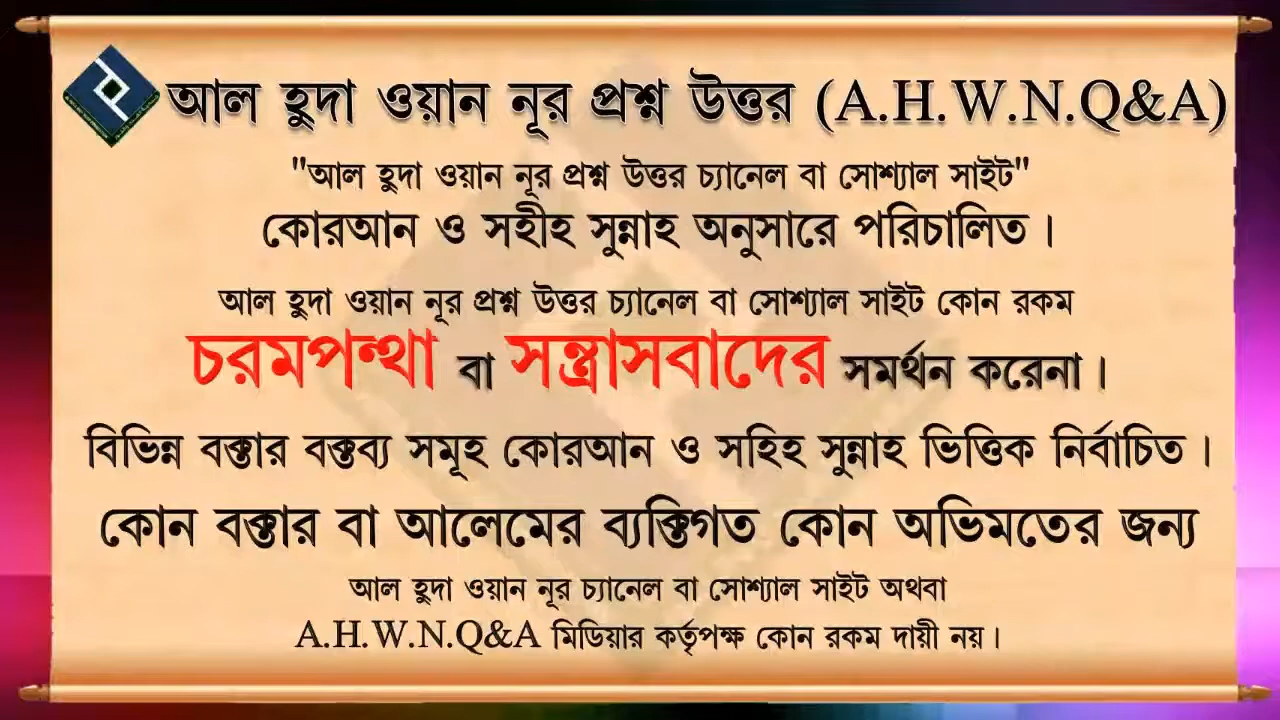 আল হুদা ওয়ান নূর প্রশ্ন উত্তর (A.H.W.N.Q&A)
"আল হুদা ওয়ান নূর প্রশ্ন উত্তর চ্যানেল বা সোশ্যাল সাইট"
কোরআন ও সহীহ সুন্নাহ অনুসারে পরিচালিত।
আল হুদা ওয়ান নূর প্রশ্ন উত্তর চ্যানেল বা সোশ্যাল সাইট কোন রকম
চরমপন্থা বা সন্ত্রাসবাদের সমর্থন করেনা।
বিভিন্ন বক্তার বক্তব্য সমূহ কোরআন ও সহিহ সুন্নাহ ভিত্তিক নির্বাচিত।
কোন বক্তার বা আলেমের ব্যক্তিগত কোন অভিমতের জন্য
আল হুদা ওয়ান নূর চ্যানেল বা সোশ্যাল সাইট অথবা
A.H.W.N.Q&A মিডিয়ার কর্তৃপক্ষ কোন রকম দায়ী নয়।